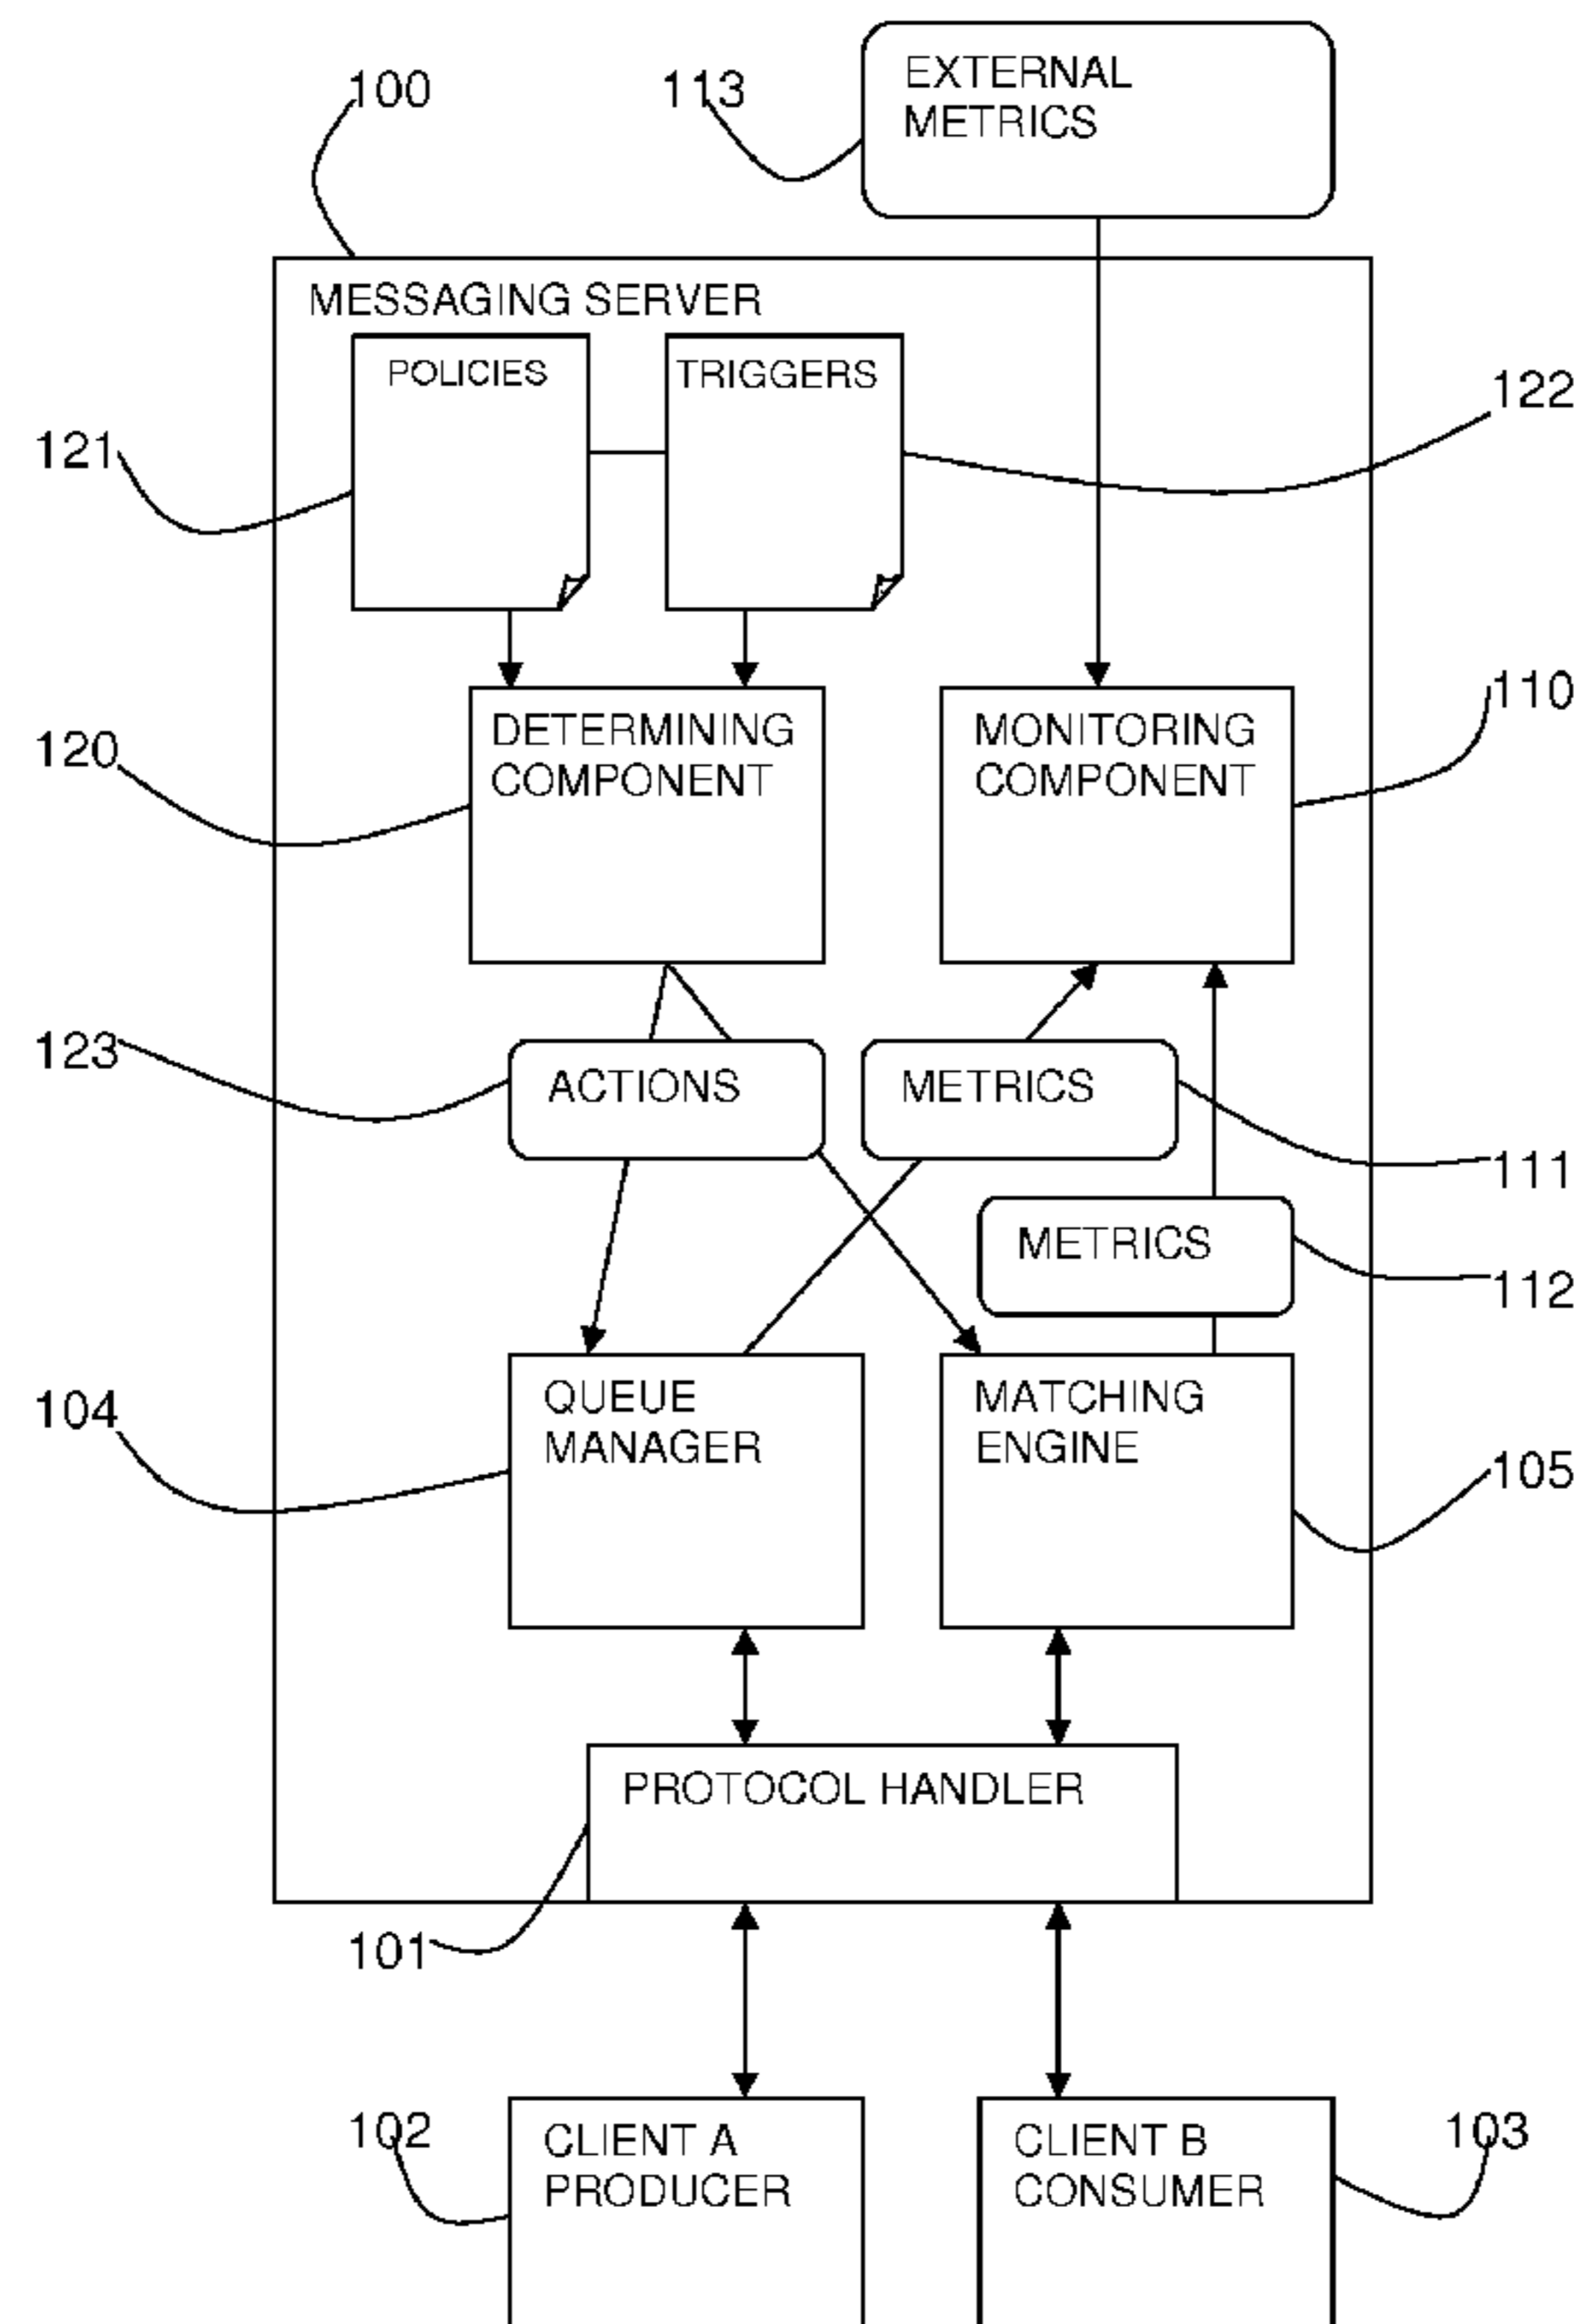 100
113
EXTERNAL
METRICS
MESSAGING SERVER
POLICIES
TRIGGERS
122
121
110
DETERMINING
COMPONENT
MONITORING
COMPONENT
120
123
ACTIONS
METRICS
111
METRICS
112
104
QUEUE
MANAGER
MATCHING
ENGINE
105
PROTOCOL HANDLER
101
102
CLIENT A
PRODUCER
CLIENT B
CONSUMER
103